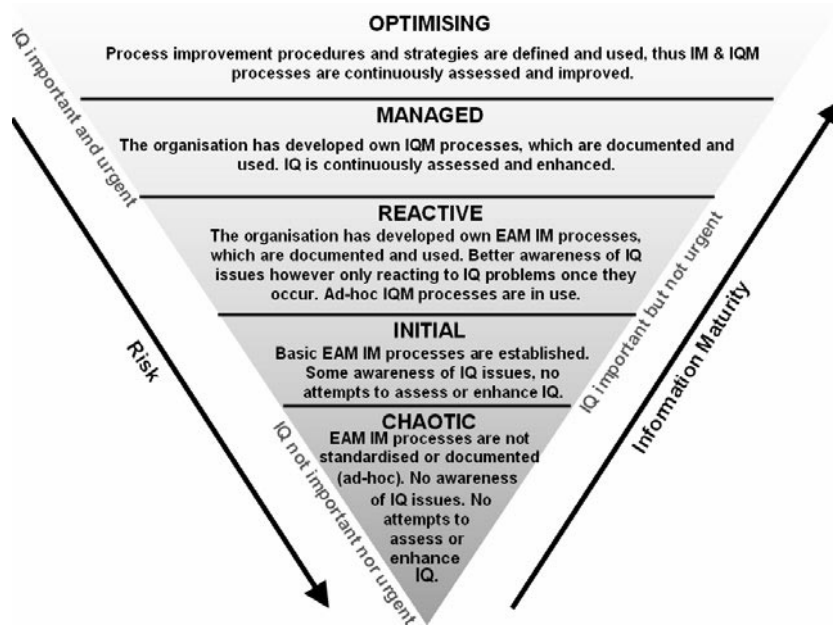 OPTIMISING
Process improvement procedures and strategies are defined and used, thus IM & IQM
processes are continuously assessed and improved.
MANAGED
The organisation has developed own IQM processes, which are documented and
used. IQ is continuously assessed and enhanced.
REACTIVE
The organisation has developed own EAM IM processes,
which are documented and used. Better awareness of IQ
issues however only reacting to IQ problems once they
occur. Ad-hoc IQM processes are in use.
INITIAL
Basic EAM IM processes are established.
Some awareness of IQ issues, no
attempts to assess or enhance IQ.
CHAOTIC
EAM IM processes are not
standardised or documented
(ad-hoc). No awareness
of IQ issues. No
attempts to
assess or
enhance
IQ.
IQ important and urgent
Risk
IQ not important nor urgent
IQ important but not urgent
Information Maturity